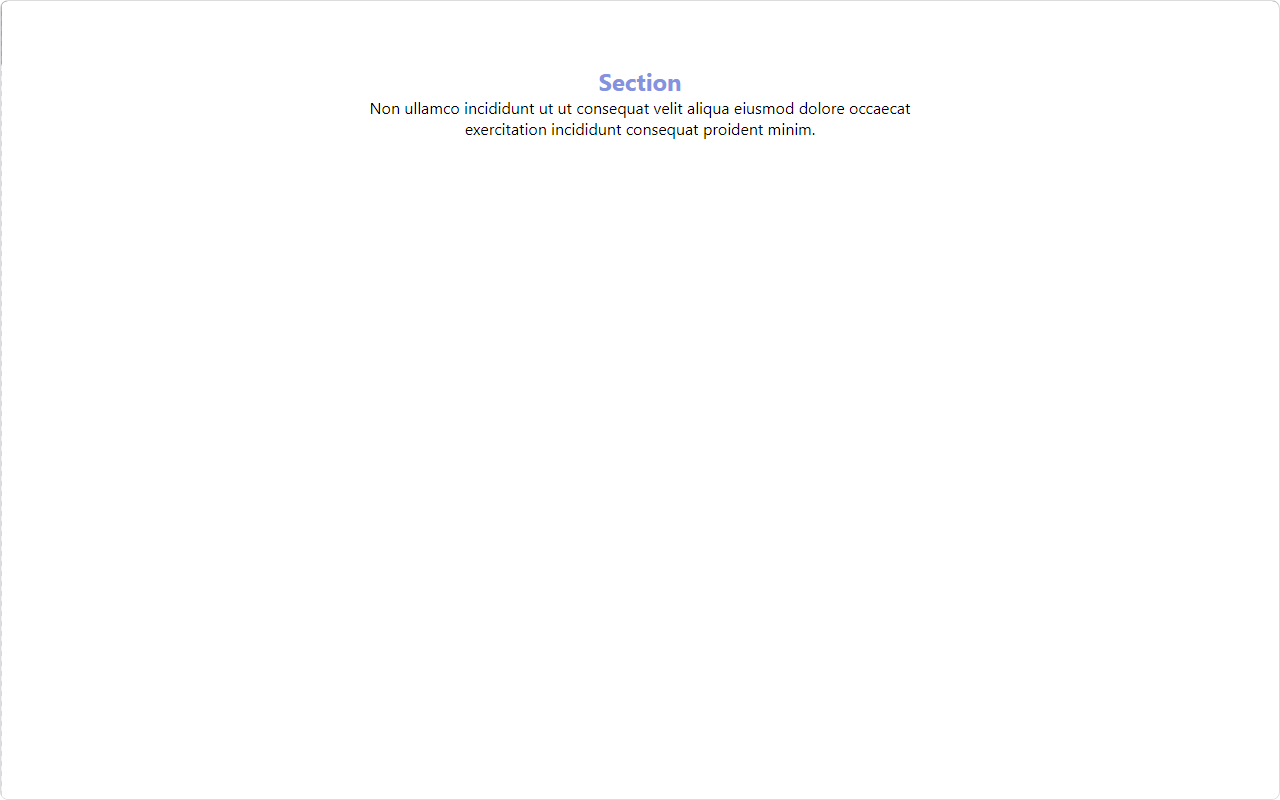 Section
Non ullamco incididunt ut ut consequat velit aliqua eiusmod dolore occaecat
exercitation incididunt consequat proident minim.